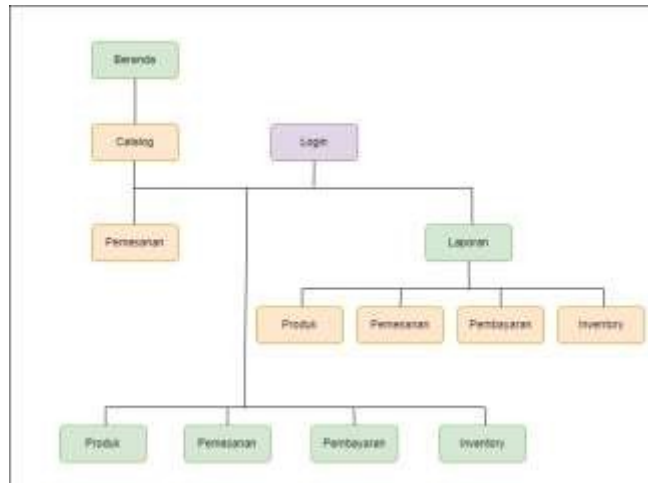 Beranda
Catalog
Login
Pemesanan
Laporan
Produk
Pemesanan
Pembayaran
Inventory
Produk
Pemesanan
Pembayaran
Inventory